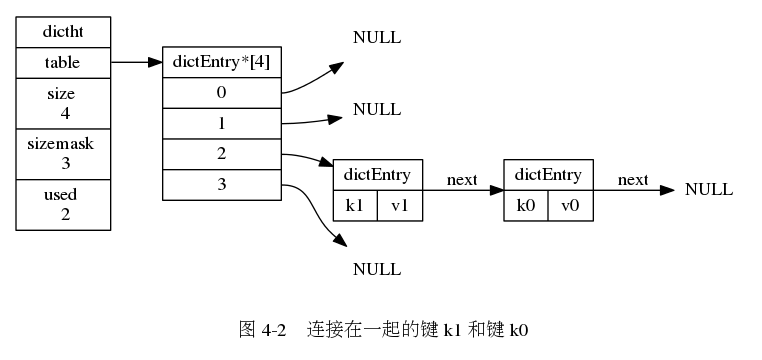 dictht
table
size
4
sizemask
3
used
2
dictEntry*[4]
0
1
2
3
NULL
NULL
dictEntry
k1 v1
next
dictEntry
k0 v0
next
NULL
NULL
图 4-2 连接在一起的键 k1 和键 k0